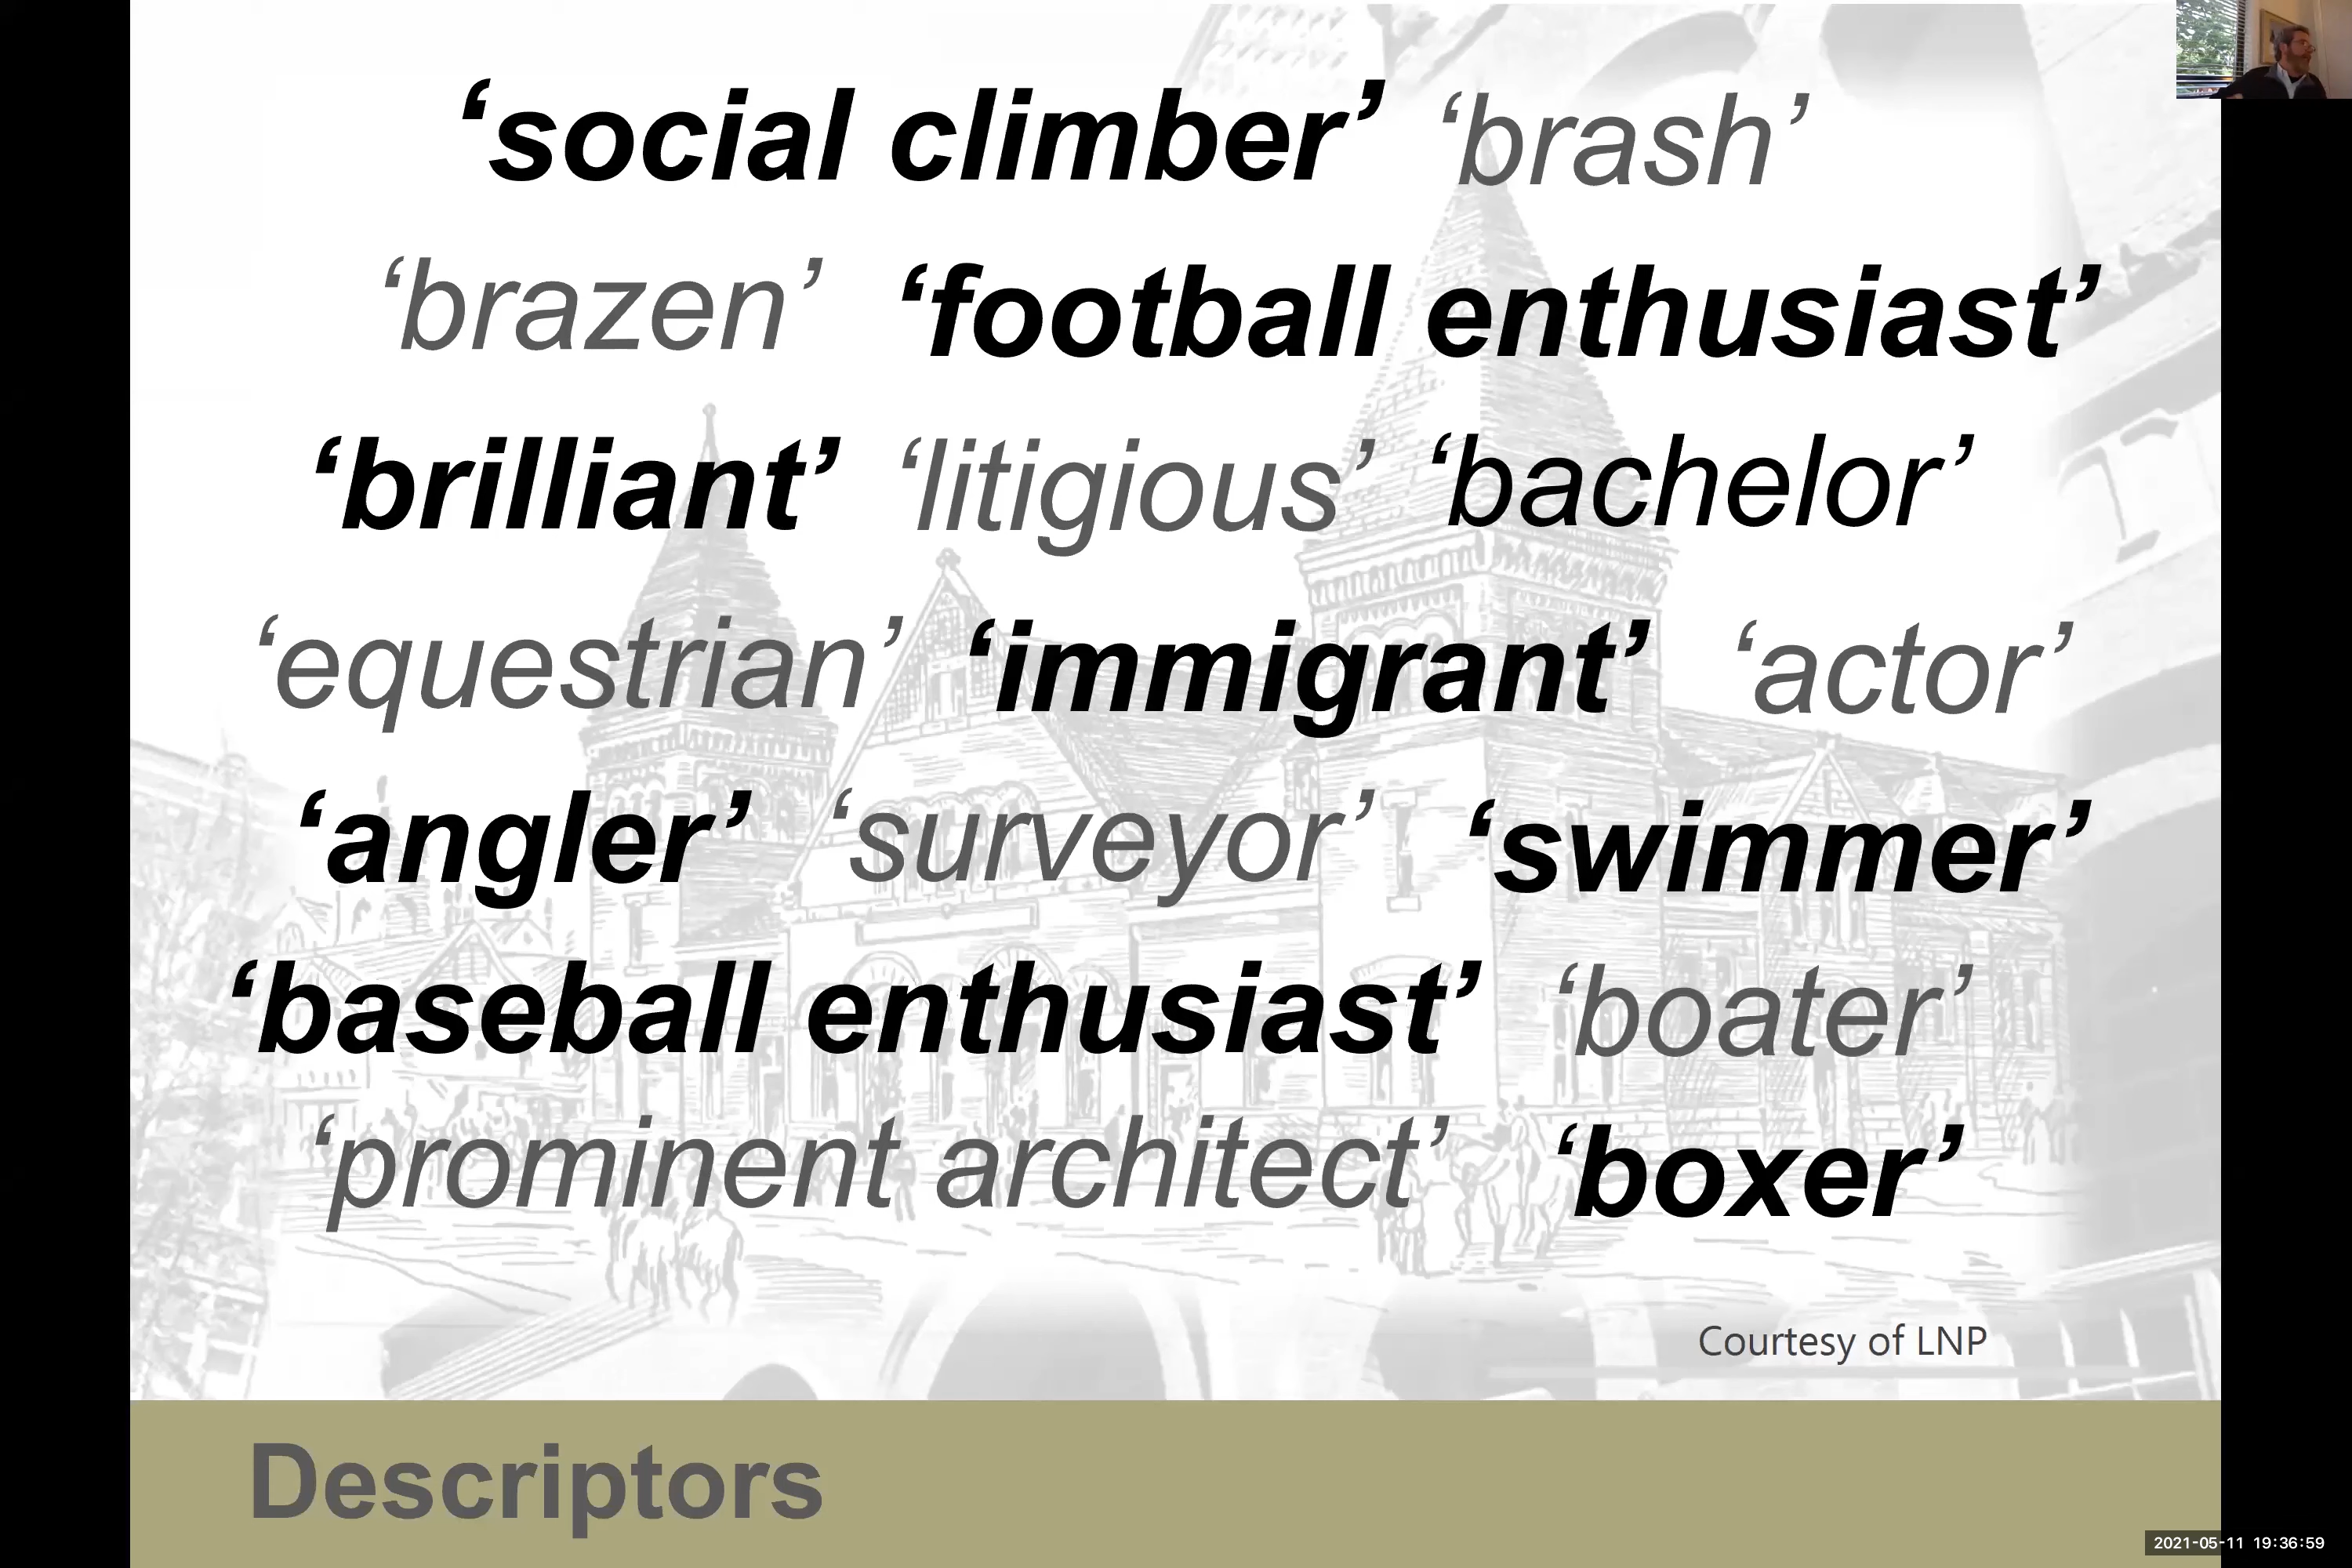 ‘social climber’ ‘brash’
‘brazen’ ‘football enthusiast’
‘brilliant’ ‘litigious’ ‘bachelor’
‘equestrian’ ‘immigrant’ ‘actor’
‘angler’ ‘surveyor’ ‘swimmer’
‘baseball enthusiast’ ‘boater’
‘prominent architect’ ‘boxer’
Courtesy of LNP
Descriptors
2021-05-11 19:36:59